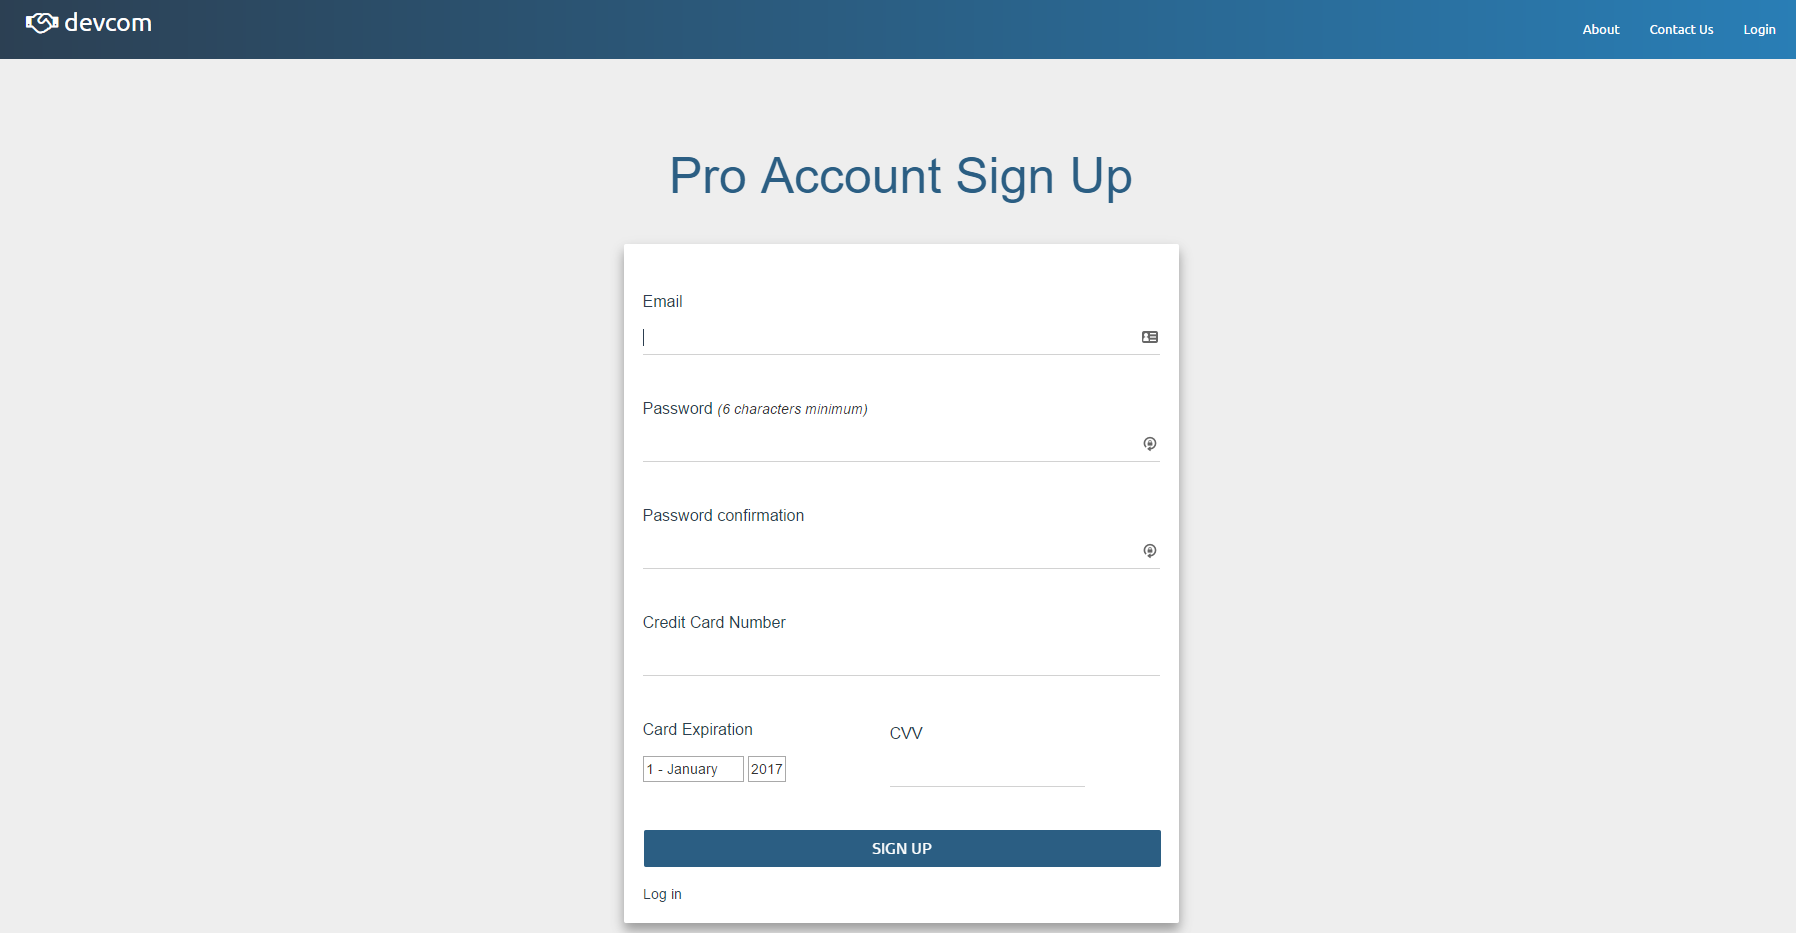 devcom
About Contact Us Login
Pro Account Sign Up
Email
Password (6 characters minimum)
Password confirmation
Credit Card Number
Card Expiration CVV
1 - January 2017
SIGN UP
Log in